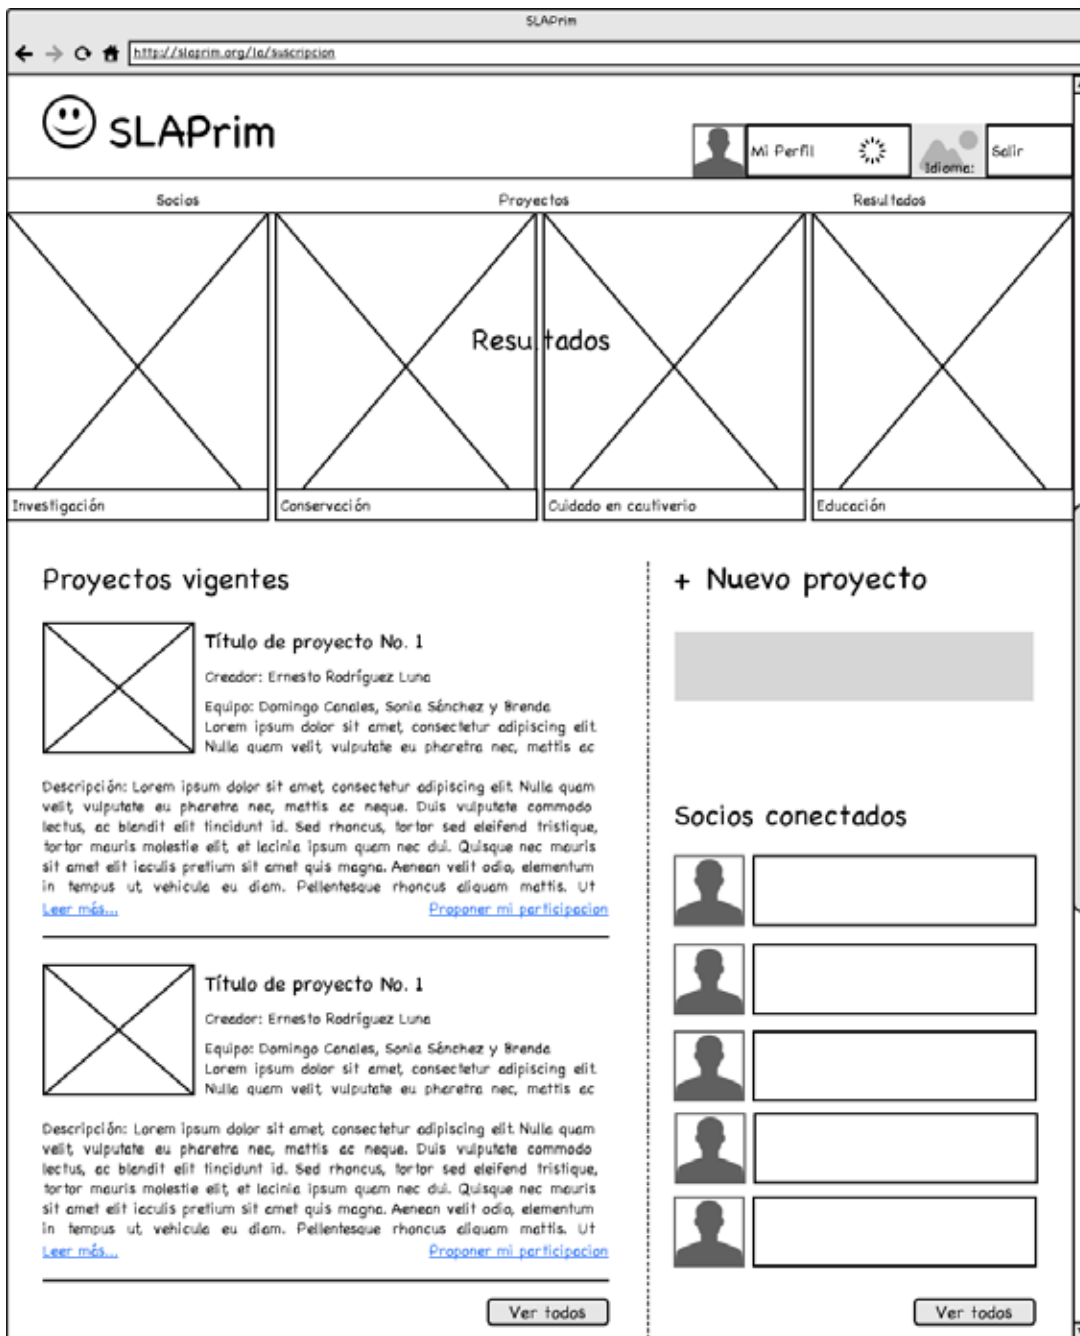 SLAPrim
http://slaprim.org/la/suscripcion
SLAPrim
Mi Perfil
Idioma:
Salir
Socios
Proyectos
Resultados
Resultados
Investigación
Conservación
Cuidado en cautiverio
Educación
Proyectos vigentes
Título de proyecto No. 1
Creador: Ernesto Rodríguez Luna
Equipo: Domingo Canales, Sonia Sánchez y Brenda
Lorem ipsum dolor sit amet, consectetur adipiscing elit.
Nulla quam velit, vulputate eu pharetra nec, mattis ac
Descripción: Lorem ipsum dolor sit amet, consectetur adipiscing elit. Nulla quam
velit, vulputate eu pharetra nec, mattis ac neque. Duis vulputate commodo
lectus, ac blandit elit tincidunt id. Sed rhoncus, tortor sed eleifend tristique,
tortor mauris molestie elit, et lacinia ipsum quam nec dui. Quisque nec mauris
sit amet elit iaculis pretium sit amet quis magna. Aenean velit odio, elementum
in tempus ut, vehicula eu diam. Pellentesque rhoncus aliquam mattis. Ut
Leer más...
Proponer mi participacion
Título de proyecto No. 1
Creador: Ernesto Rodríguez Luna
Equipo: Domingo Canales, Sonia Sánchez y Brenda
Lorem ipsum dolor sit amet, consectetur adipiscing elit.
Nulla quam velit, vulputate eu pharetra nec, mattis ac
Descripción: Lorem ipsum dolor sit amet, consectetur adipiscing elit. Nulla quam
velit, vulputate eu pharetra nec, mattis ac neque. Duis vulputate commodo
lectus, ac blandit elit tincidunt id. Sed rhoncus, tortor sed eleifend tristique,
tortor mauris molestie elit, et lacinia ipsum quam nec dui. Quisque nec mauris
sit amet elit iaculis pretium sit amet quis magna. Aenean velit odio, elementum
in tempus ut, vehicula eu diam. Pellentesque rhoncus aliquam mattis. Ut
Leer más...
Proponer mi participacion
Ver todos
+ Nuevo proyecto
Socios conectados
Ver todos